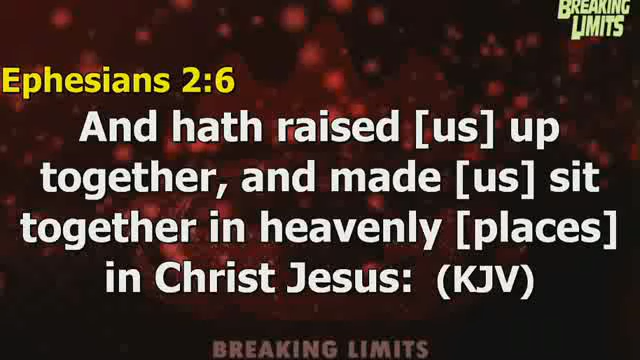 BREAKING
LIMITS
Ephesians 2:6
And hath raised [us] up
together, and made [us] sit
together in heavenly [places]
in Christ Jesus: (KJV)
BREAKING LIMITS